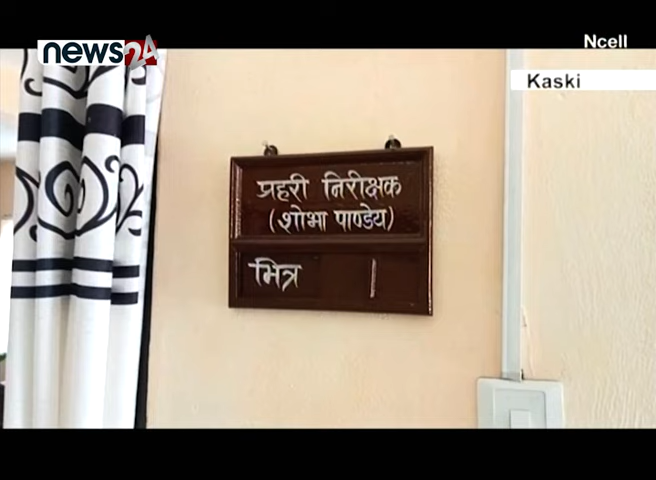 Ncell
news24
Kaski
प्रहरी निरीक्षक
(शोभा पाण्डेय)
भित्र